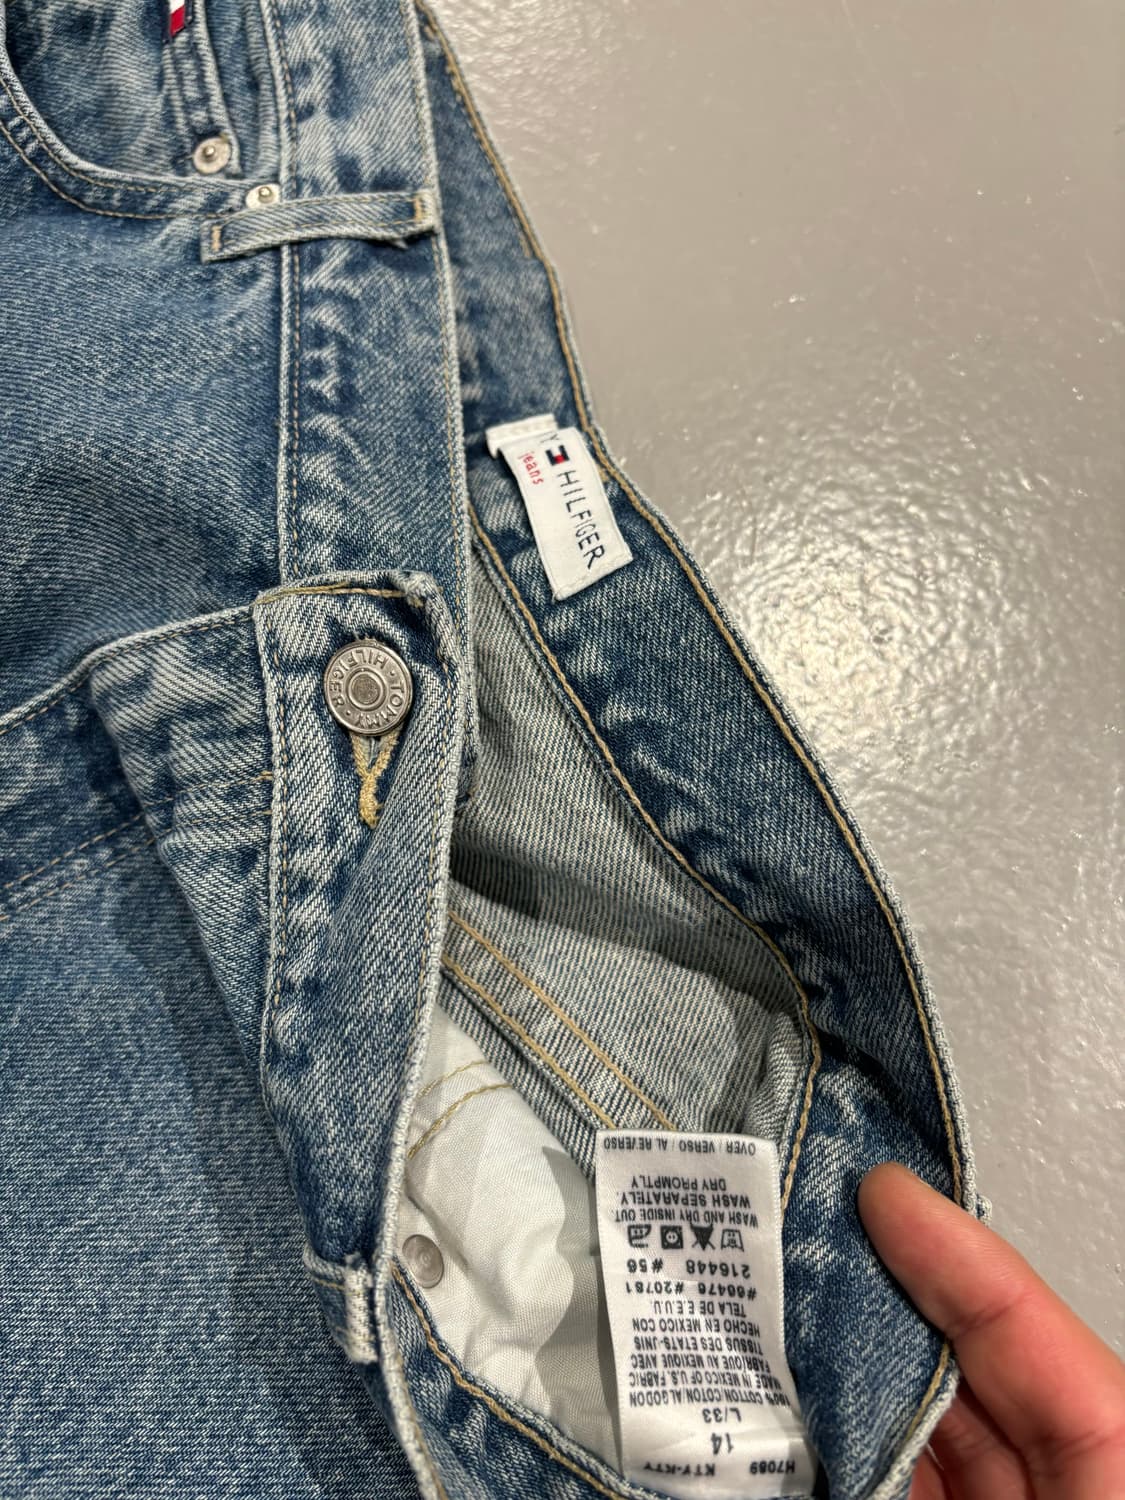 HILFIGER
jeans
TOMMY HILFIGER
H7089 KTY-KTY
14
L/33
100% COTTON/COTON/ALGODON
MADE IN MEXICO OF U.S. FABRIC
FABRIQUÉ AU MEXIQUE AVEC
TISSUS DES ETATS-UNIS
HECHO EN MEXICO CON
TELA DE E.E.U.U.
#66476 #20781
216448 #56
WASH AND DRY INSIDE OUT.
WASH SEPARATELY.
DRY PROMPTLY
OVER / VERSO / AL REVERSO